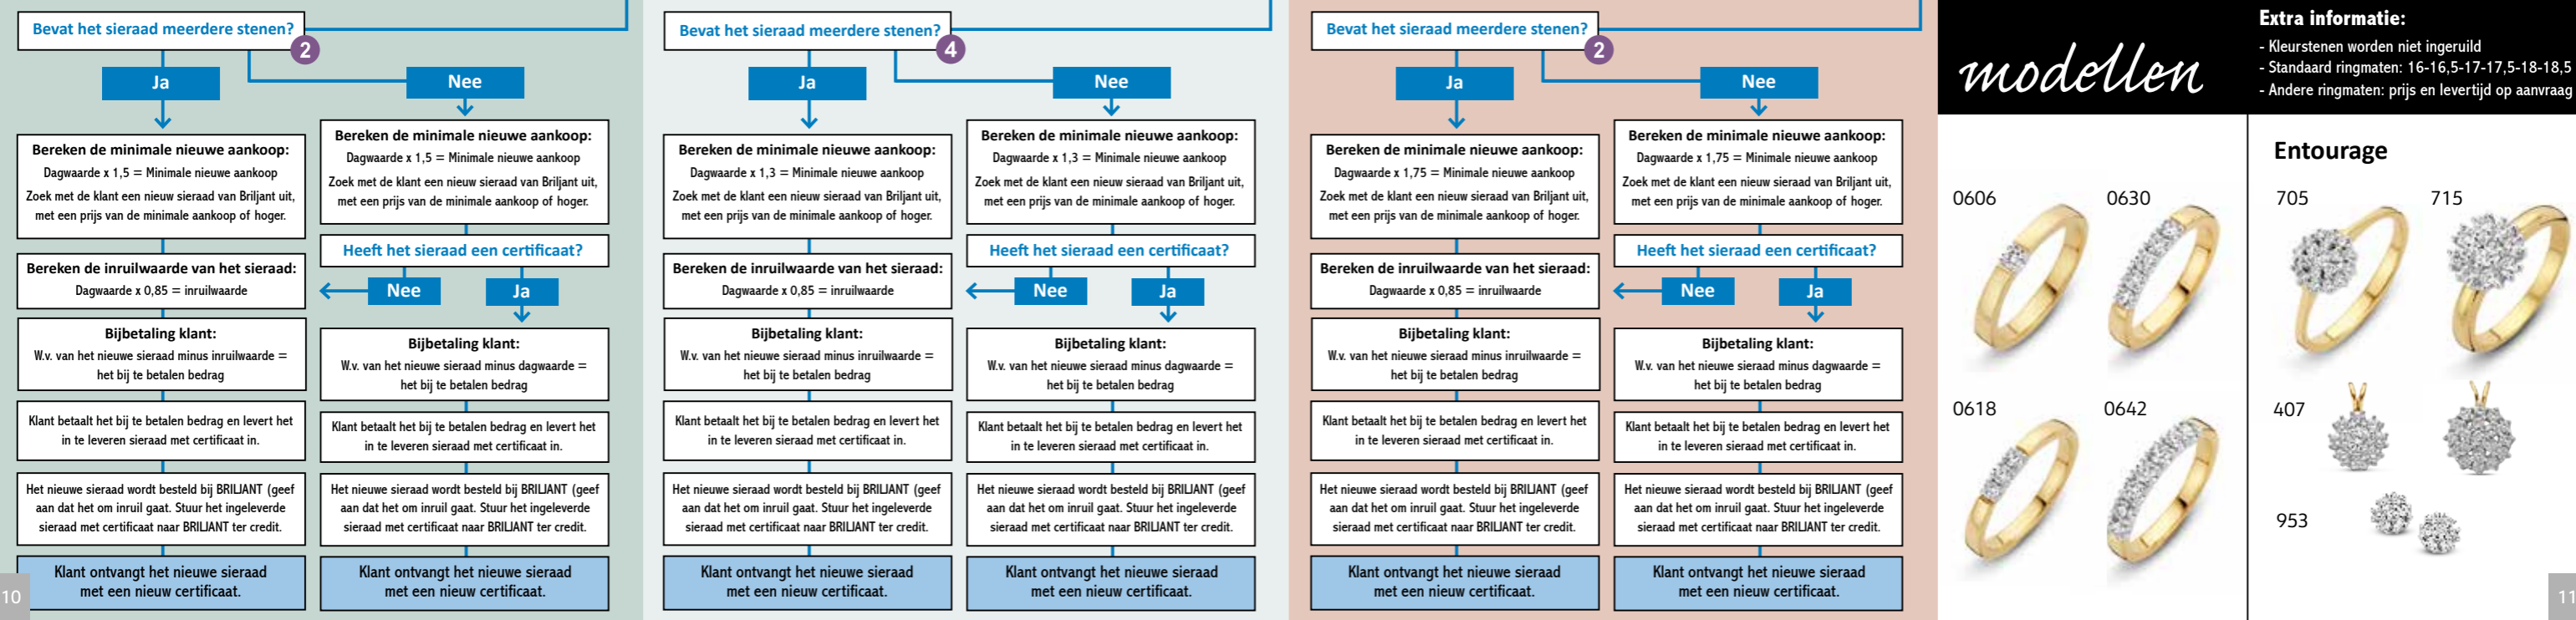 Bevat het sieraad meerdere stenen?
2
Ja
Nee
Bereken de minimale nieuwe aankoop:
Dagwaarde x 1,5 = Minimale nieuwe aankoop
Zoek met de klant een nieuw sieraad van Briljant uit,
met een prijs van de minimale aankoop of hoger.
Bereken de inruilwaarde van het sieraad:
Dagwaarde x 0,85 = inruilwaarde
Bijbetaling klant:
W.v. van het nieuwe sieraad minus inruilwaarde =
het bij te betalen bedrag
Klant betaalt het bij te betalen bedrag en levert het
in te leveren sieraad met certificaat in.
Het nieuwe sieraad wordt besteld bij BRILJANT (geef
aan dat het om inruil gaat. Stuur het ingeleverde
sieraad met certificaat naar BRILJANT ter credit.
Klant ontvangt het nieuwe sieraad
met een nieuw certificaat.
10
Bereken de minimale nieuwe aankoop:
Dagwaarde x 1,5 = Minimale nieuwe aankoop
Zoek met de klant een nieuw sieraad van Briljant uit,
met een prijs van de minimale aankoop of hoger.
Heeft het sieraad een certificaat?
Nee
Ja
Bijbetaling klant:
W.v. van het nieuwe sieraad minus dagwaarde =
het bij te betalen bedrag
Klant betaalt het bij te betalen bedrag en levert het
in te leveren sieraad met certificaat in.
Het nieuwe sieraad wordt besteld bij BRILJANT (geef
aan dat het om inruil gaat. Stuur het ingeleverde
sieraad met certificaat naar BRILJANT ter credit.
Klant ontvangt het nieuwe sieraad
met een nieuw certificaat.
Bevat het sieraad meerdere stenen?
4
Ja
Nee
Bereken de minimale nieuwe aankoop:
Dagwaarde x 1,3 = Minimale nieuwe aankoop
Zoek met de klant een nieuw sieraad van Briljant uit,
met een prijs van de minimale aankoop of hoger.
Bereken de inruilwaarde van het sieraad:
Dagwaarde x 0,85 = inruilwaarde
Bijbetaling klant:
W.v. van het nieuwe sieraad minus inruilwaarde =
het bij te betalen bedrag
Klant betaalt het bij te betalen bedrag en levert het
in te leveren sieraad met certificaat in.
Het nieuwe sieraad wordt besteld bij BRILJANT (geef
aan dat het om inruil gaat. Stuur het ingeleverde
sieraad met certificaat naar BRILJANT ter credit.
Klant ontvangt het nieuwe sieraad
met een nieuw certificaat.
Bereken de minimale nieuwe aankoop:
Dagwaarde x 1,3 = Minimale nieuwe aankoop
Zoek met de klant een nieuw sieraad van Briljant uit,
met een prijs van de minimale aankoop of hoger.
Heeft het sieraad een certificaat?
Nee
Ja
Bijbetaling klant:
W.v. van het nieuwe sieraad minus dagwaarde =
het bij te betalen bedrag
Klant betaalt het bij te betalen bedrag en levert het
in te leveren sieraad met certificaat in.
Het nieuwe sieraad wordt besteld bij BRILJANT (geef
aan dat het om inruil gaat. Stuur het ingeleverde
sieraad met certificaat naar BRILJANT ter credit.
Klant ontvangt het nieuwe sieraad
met een nieuw certificaat.
Bevat het sieraad meerdere stenen?
2
Ja
Nee
Bereken de minimale nieuwe aankoop:
Dagwaarde x 1,75 = Minimale nieuwe aankoop
Zoek met de klant een nieuw sieraad van Briljant uit,
met een prijs van de minimale aankoop of hoger.
Bereken de inruilwaarde van het sieraad:
Dagwaarde x 0,85 = inruilwaarde
Bijbetaling klant:
W.v. van het nieuwe sieraad minus inruilwaarde =
het bij te betalen bedrag
Klant betaalt het bij te betalen bedrag en levert het
in te leveren sieraad met certificaat in.
Het nieuwe sieraad wordt besteld bij BRILJANT (geef
aan dat het om inruil gaat. Stuur het ingeleverde
sieraad met certificaat naar BRILJANT ter credit.
Klant ontvangt het nieuwe sieraad
met een nieuw certificaat.
Bereken de minimale nieuwe aankoop:
Dagwaarde x 1,75 = Minimale nieuwe aankoop
Zoek met de klant een nieuw sieraad van Briljant uit,
met een prijs van de minimale aankoop of hoger.
Heeft het sieraad een certificaat?
Nee
Ja
Bijbetaling klant:
W.v. van het nieuwe sieraad minus dagwaarde =
het bij te betalen bedrag
Klant betaalt het bij te betalen bedrag en levert het
in te leveren sieraad met certificaat in.
Het nieuwe sieraad wordt besteld bij BRILJANT (geef
aan dat het om inruil gaat. Stuur het ingeleverde
sieraad met certificaat naar BRILJANT ter credit.
Klant ontvangt het nieuwe sieraad
met een nieuw certificaat.
modellen
Extra informatie:
- Kleurstenen worden niet ingeruild
- Standaard ringmaten: 16-16,5-17-17,5-18-18,5
- Andere ringmaten: prijs en levertijd op aanvraag
0606
0630
0618
0642
Entourage
705
715
407
953
11